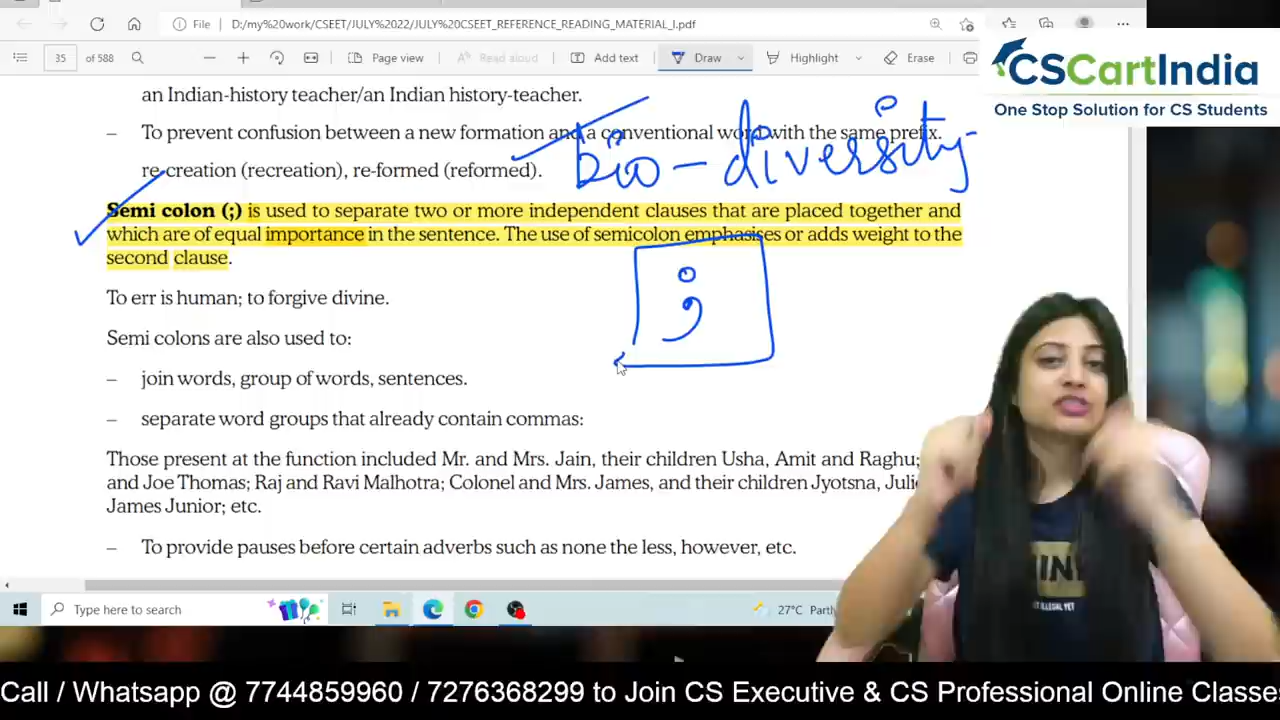 File
D:/my%20work/CSEET/JULY%2022/JULY%20CSEET_REFERENCE_READING_MATERIAL_I.pdf
CSCartIndia
One Stop Solution for CS Students
35 of 588
Page view
Read aloud
Add text
Draw
Highlight
Erase
an Indian-history teacher/an Indian history-teacher.
– To prevent confusion between a new formation and a conventional word with the same prefix.
re-creation (recreation), re-formed (reformed).
bio-diversity
Semi colon (;) is used to separate two or more independent clauses that are placed together and
which are of equal importance in the sentence. The use of semicolon emphasises or adds weight to the
second clause.
;
To err is human; to forgive divine.
Semi colons are also used to:
– join words, group of words, sentences.
– separate word groups that already contain commas:
Those present at the function included Mr. and Mrs. Jain, their children Usha, Amit and Raghu;
and Joe Thomas; Raj and Ravi Malhotra; Colonel and Mrs. James, and their children Jyotsna,
James Junior; etc.
– To provide pauses before certain adverbs such as none the less, however, etc.
Type here to search
27°C
Call / Whatsapp @ 7744859960 / 7276368299 to Join CS Executive & CS Professional Online Classes